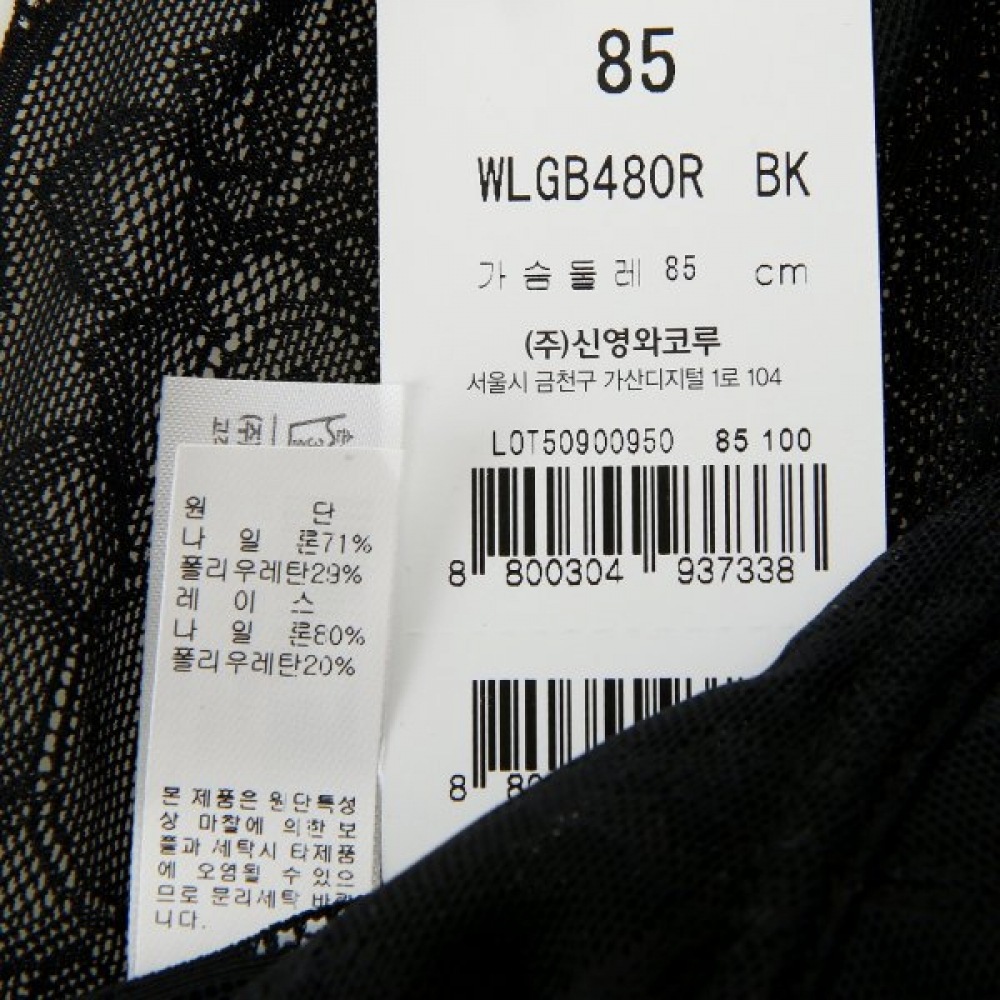 85
WLGB480R BK
가슴둘레 85 cm
(주)신영와코루
서울시 금천구 가산디지털 1로 104
LOT50900950 85 100
8 800304 937338
8
원 단
나 일 론71%
폴리우레탄29%
레 이 스
나 일 론80%
폴리우레탄20%
본 제품은 원단특성
상 마찰에 의한 보
플과 세탁시 타제품
에 오염될 수 있으
므로 분리세탁
니다.